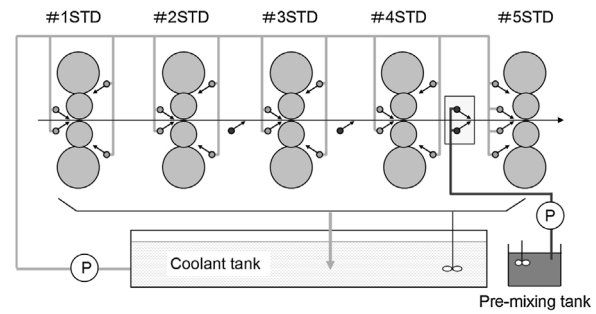 #1STD
#2STD
#3STD
#4STD
#5STD
P
P
Coolant tank
Pre-mixing tank